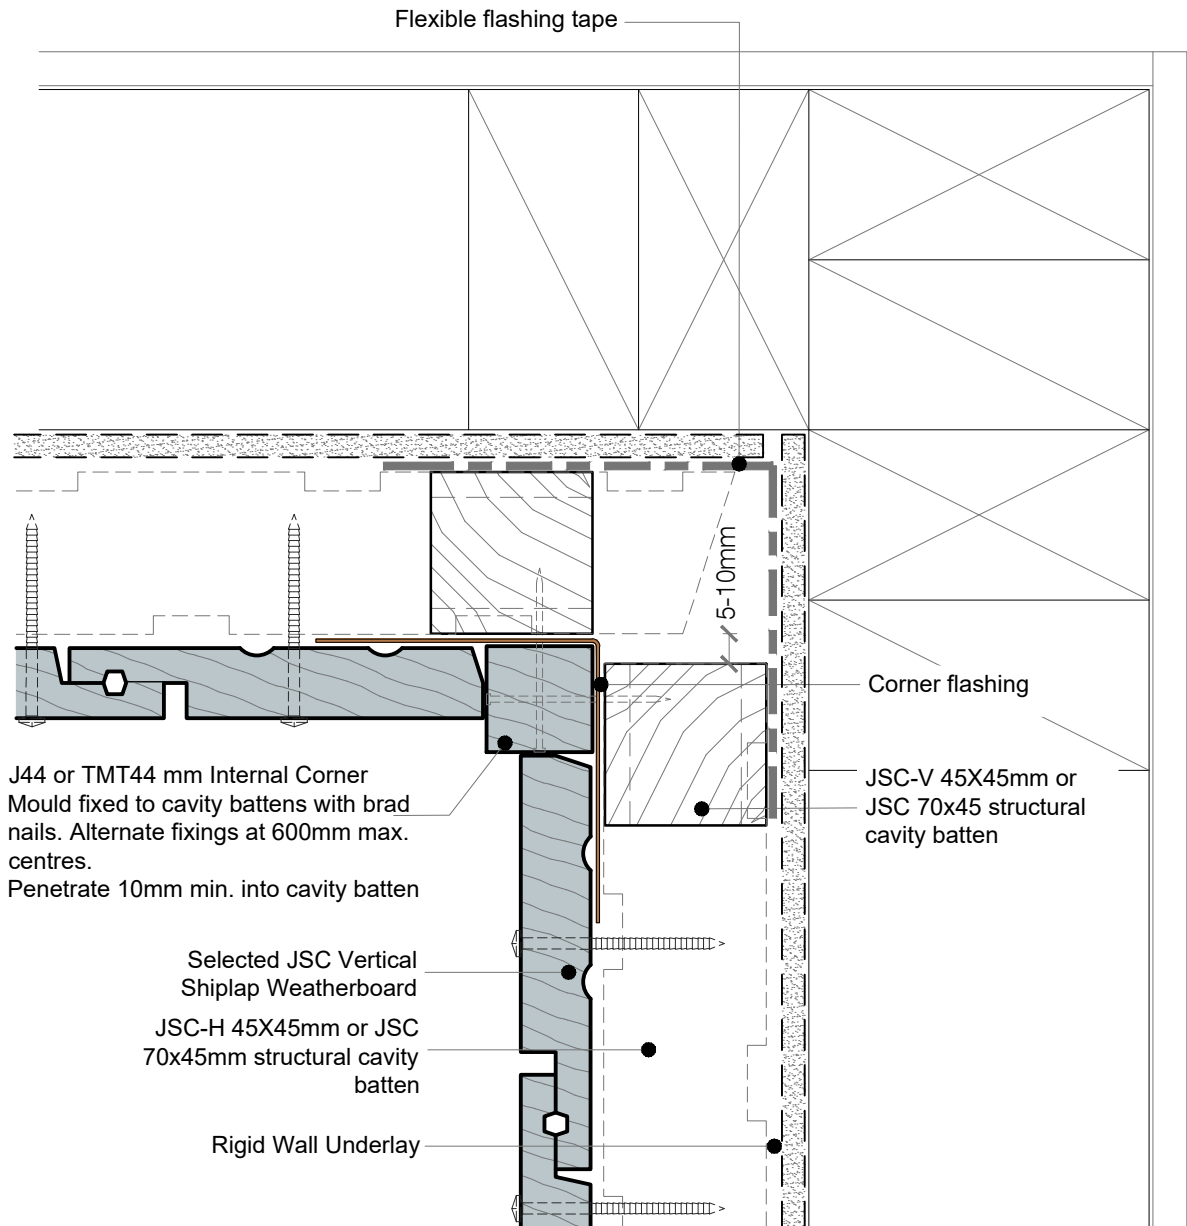 Flexible flashing tape
5-10mm
Corner flashing
J44 or TMT44 mm Internal Corner
Mould fixed to cavity battens with brad
nails. Alternate fixings at 600mm max.
centres.
Penetrate 10mm min. into cavity batten
JSC-V 45X45mm or
JSC 70x45 structural
cavity batten
Selected JSC Vertical
Shiplap Weatherboard
JSC-H 45X45mm or JSC
70x45mm structural cavity
batten
Rigid Wall Underlay